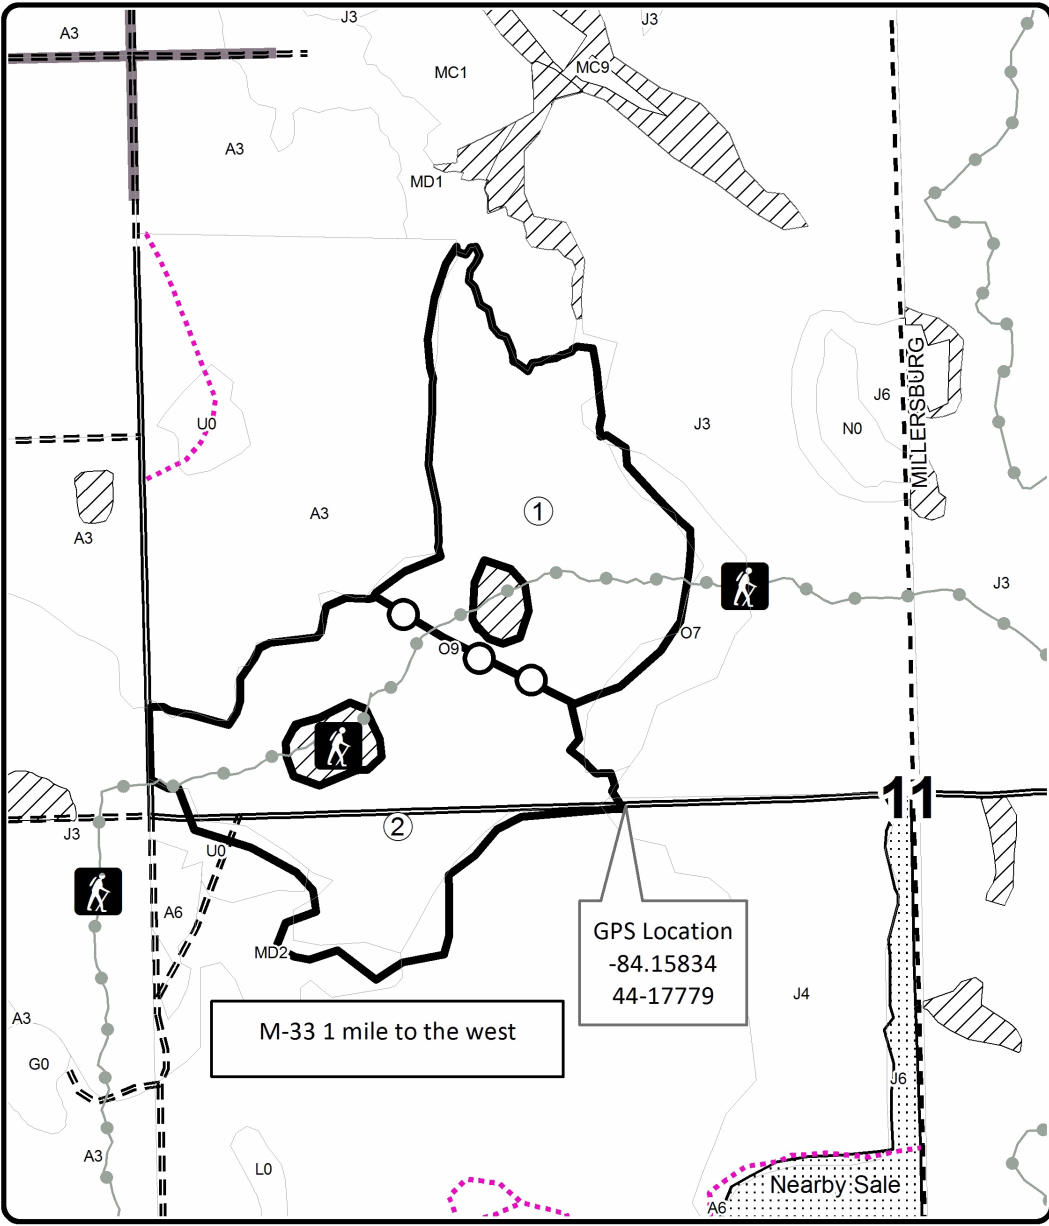 J3
J3
A3
MC1
MC9
A3
MD1
J6
MILLERSBURG
U0
J3
N0
A3
1
A3
J3
O7
O9
11
2
J3
U0
A6
GPS Location
-84.15834
44-17779
MD2
J4
A3
M-33 1 mile to the west
G0
J6
A3
L0
Nearby Sale
A6